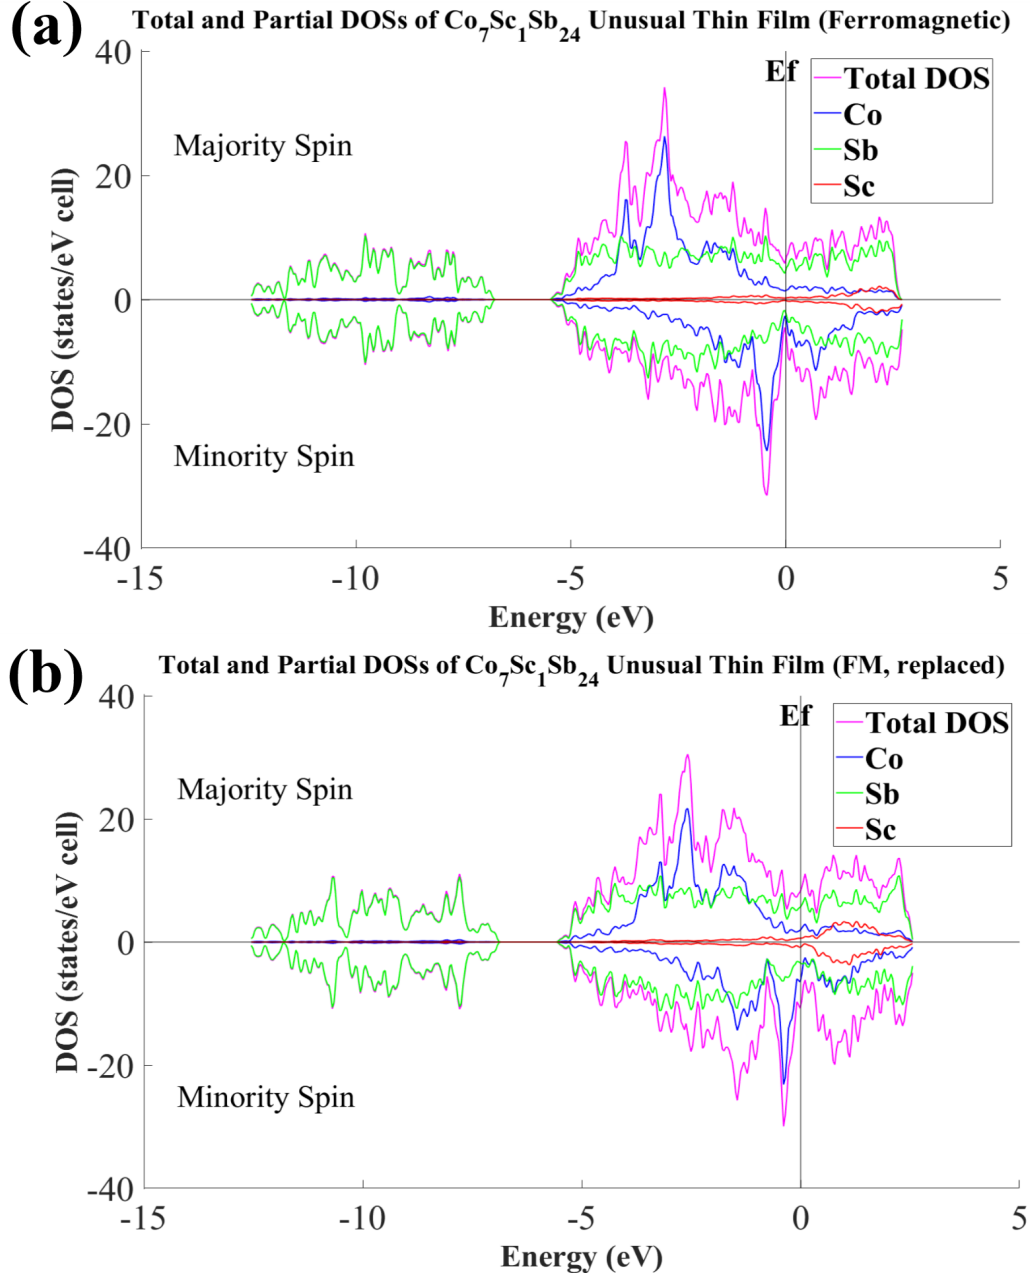 (a)
Total and Partial DOSs of Co7Sc1Sb24 Unusual Thin Film (Ferromagnetic)
40
Ef
Total DOS
Co
Majority Spin
Sb
20
Sc
DOS (states/eV cell)
0
-20
Minority Spin
-40
-15
-10
-5
0
5
Energy (eV)
(b)
Total and Partial DOSs of Co7Sc1Sb24 Unusual Thin Film (FM, replaced)
40
Ef
Total DOS
Co
Majority Spin
Sb
20
Sc
DOS (states/eV cell)
0
-20
Minority Spin
-40
-15
-10
-5
0
5
Energy (eV)